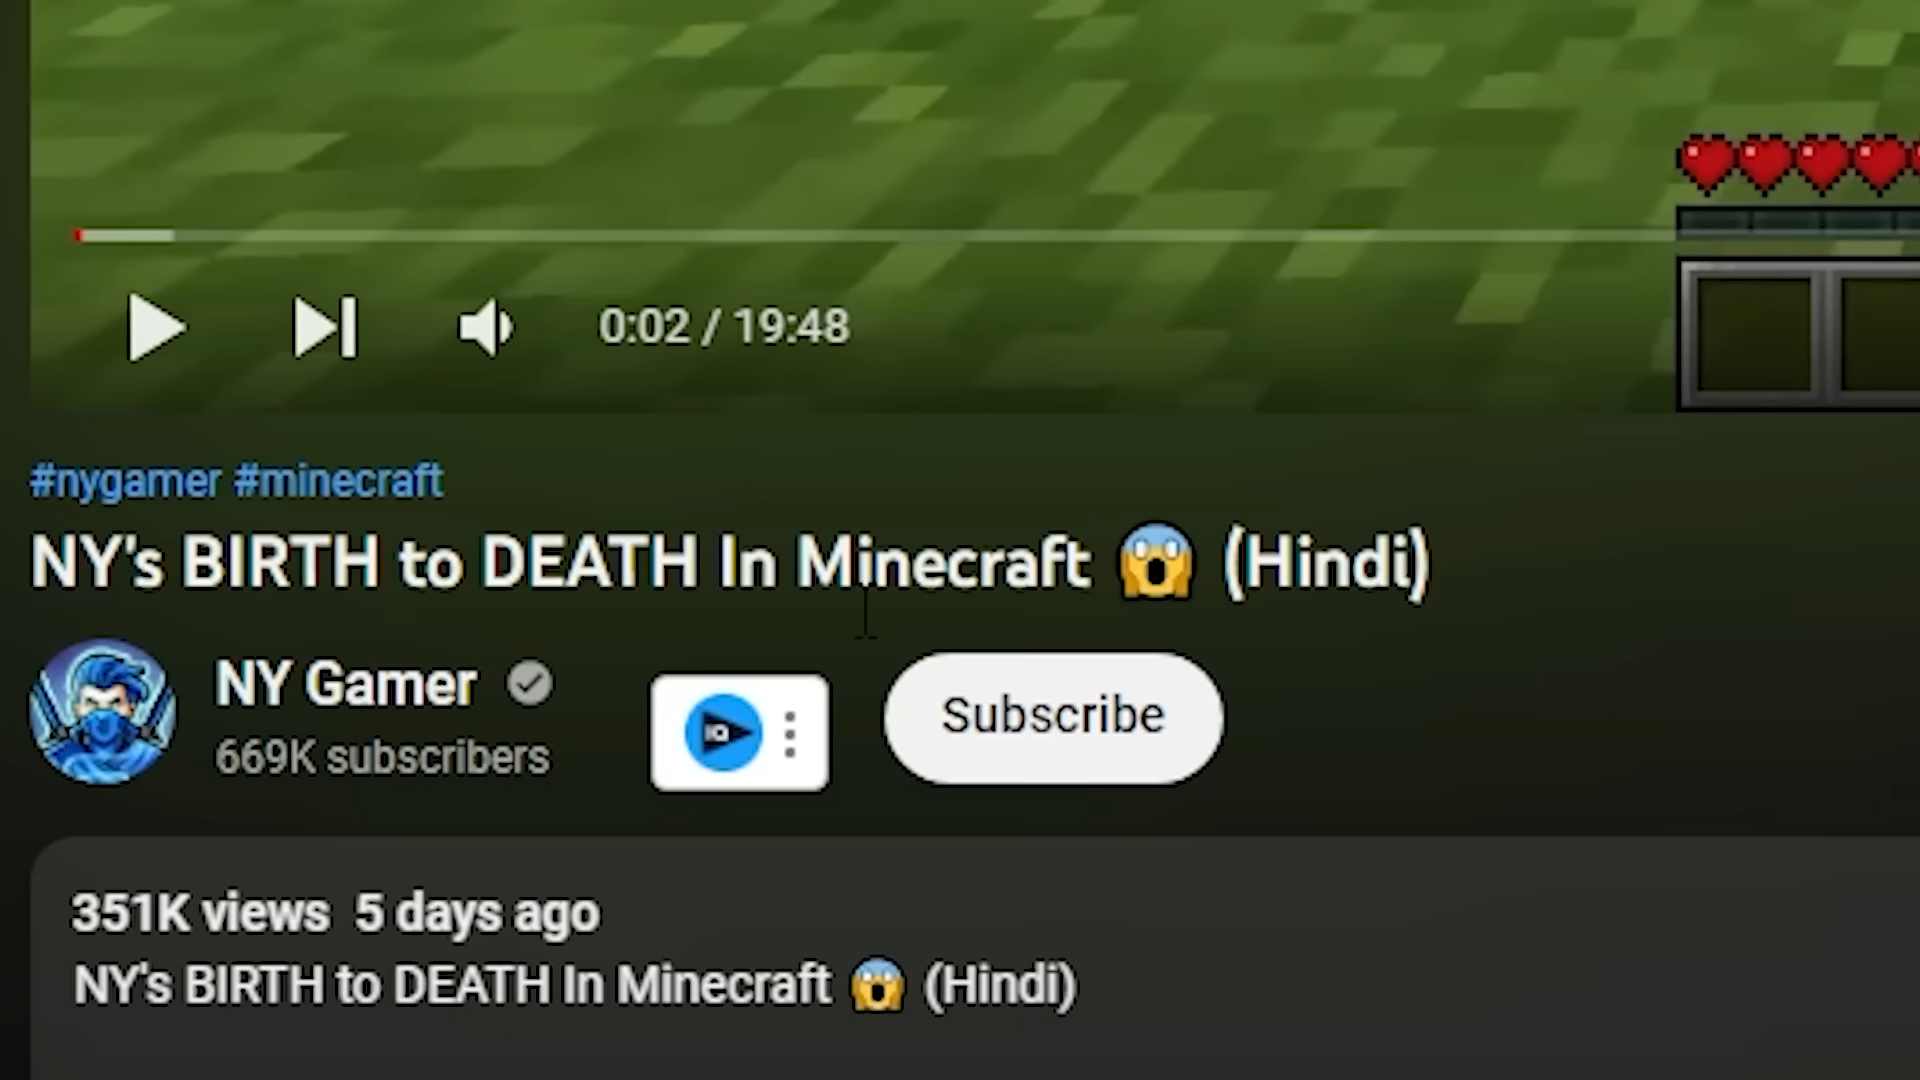 0:02 / 19:48
#nygamer #minecraft
NY's BIRTH to DEATH In Minecraft 😱 (Hindi)
NY Gamer
669K subscribers
IQ
Subscribe
351K views 5 days ago
NY's BIRTH to DEATH In Minecraft 😱 (Hindi)